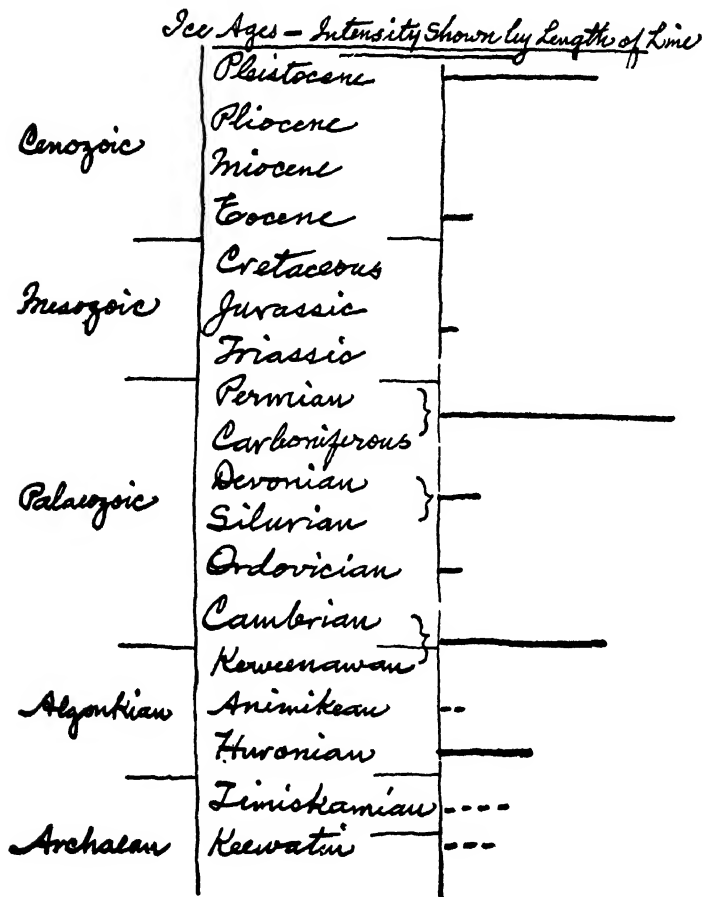 Ice Ages – Intensity Shown by Length of Line
Pleistocene
Pliocene
Cenozoic
Miocene
Eocene
Cretaceous
Mesozoic
Jurassic
Triassic
Permian
Carboniferous
Devonian
Palaeozoic
Silurian
Ordovician
Cambrian
Keweenawan
Algonkian Animikean
Huronian
Timiskamian
Archaean Keewatin